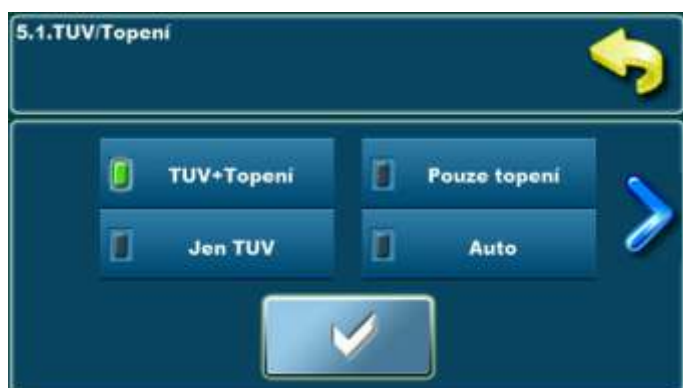 5.1.TUV/Topení
TUV+Topení
Pouze topení
Jen TUV
Auto